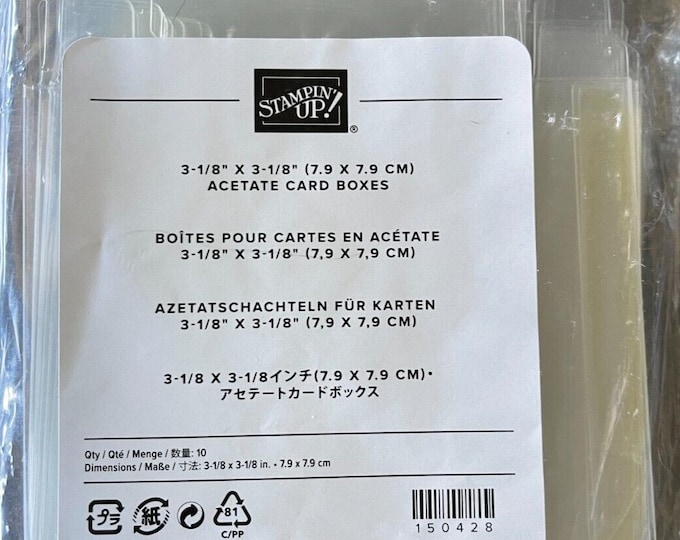 STAMPIN' UP!®
3-1/8" X 3-1/8" (7.9 X 7.9 CM)
ACETATE CARD BOXES
BOÎTES POUR CARTES EN ACÉTATE
3-1/8" X 3-1/8" (7,9 X 7,9 CM)
AZETATSCHACHTELN FÜR KARTEN
3-1/8" X 3-1/8" (7,9 X 7,9 CM)
3-1/8 X 3-1/8インチ(7.9 X 7.9 CM)・
アセテートカードボックス
Qty / Qté / Menge / 数量: 10
Dimensions / Maße / 寸法: 3-1/8 x 3-1/8 in. • 7.9 x 7.9 cm
プラ 紙 81
C/PP
150428